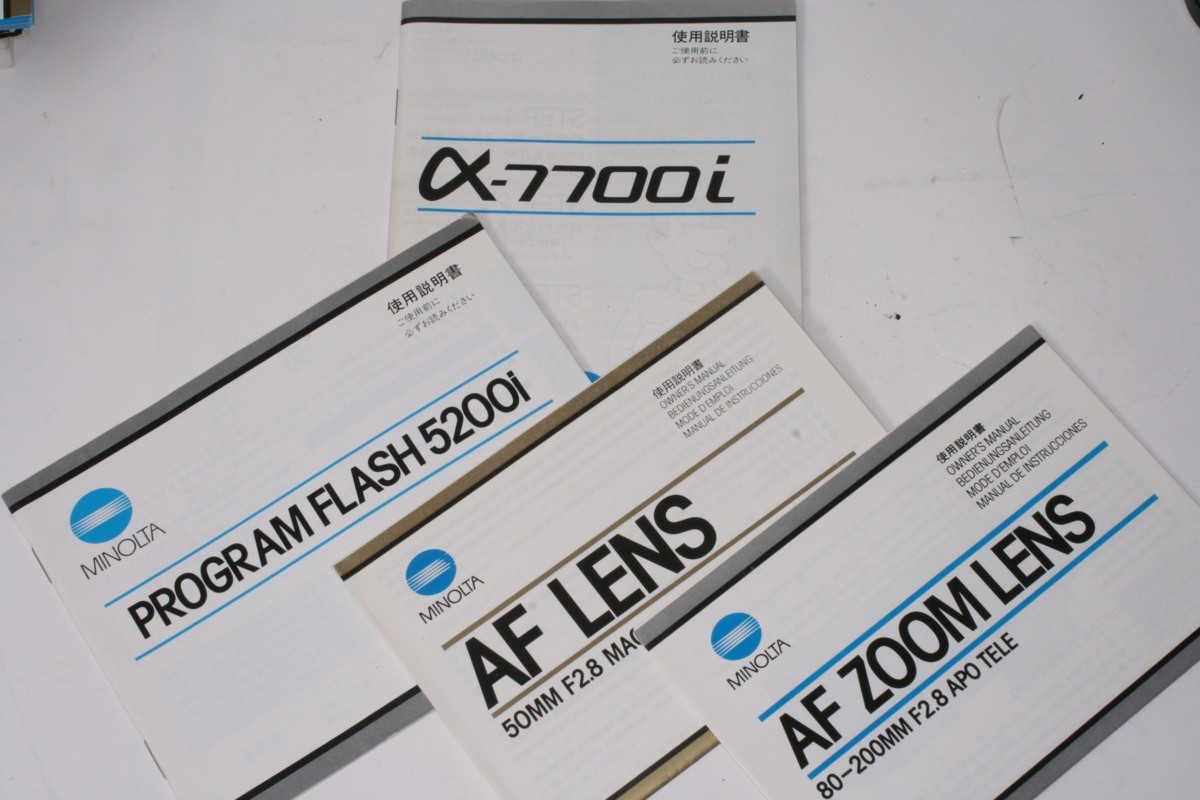 使用説明書
ご使用前に
必ずお読みください
α-7700i
使用説明書
ご使用前に
必ずお読みください
PROGRAM FLASH 5200i
MINOLTA
使用説明書
OWNER'S MANUAL
BEDIENUNGSANLEITUNG
MODE D'EMPLOI
MANUAL DE INSTRUCCIONES
MINOLTA
AF LENS
50MM F2.8
使用説明書
OWNER'S MANUAL
BEDIENUNGSANLEITUNG
MODE D'EMPLOI
MANUAL DE INSTRUCCIONES
MINOLTA
AF ZOOM LENS
80-200MM F2.8 APO TELE